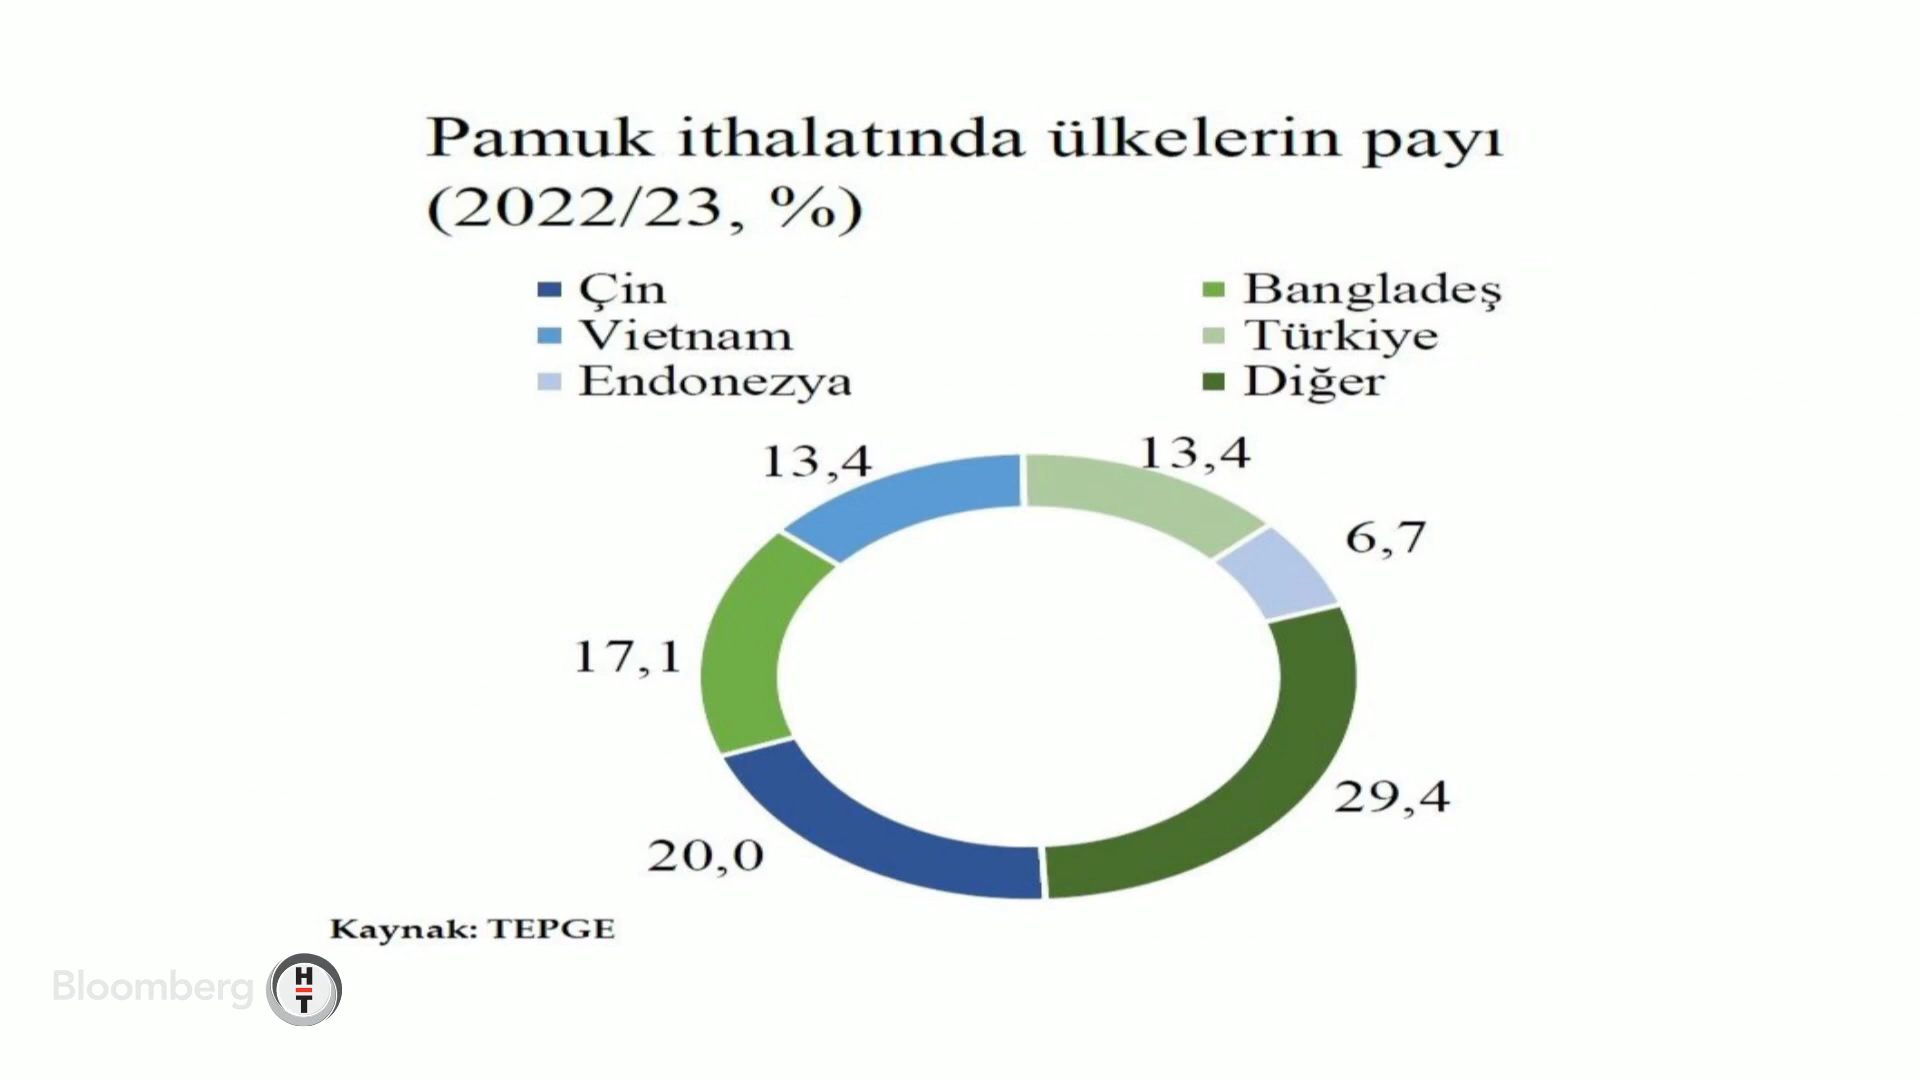 Pamuk ithalatında ülkelerin payı
(2022/23, %)
Çin
Bangladeş
Vietnam
Türkiye
Endonezya
Diğer
13,4
13,4
6,7
17,1
29,4
20,0
Kaynak: TEPGE
Bloomberg HT